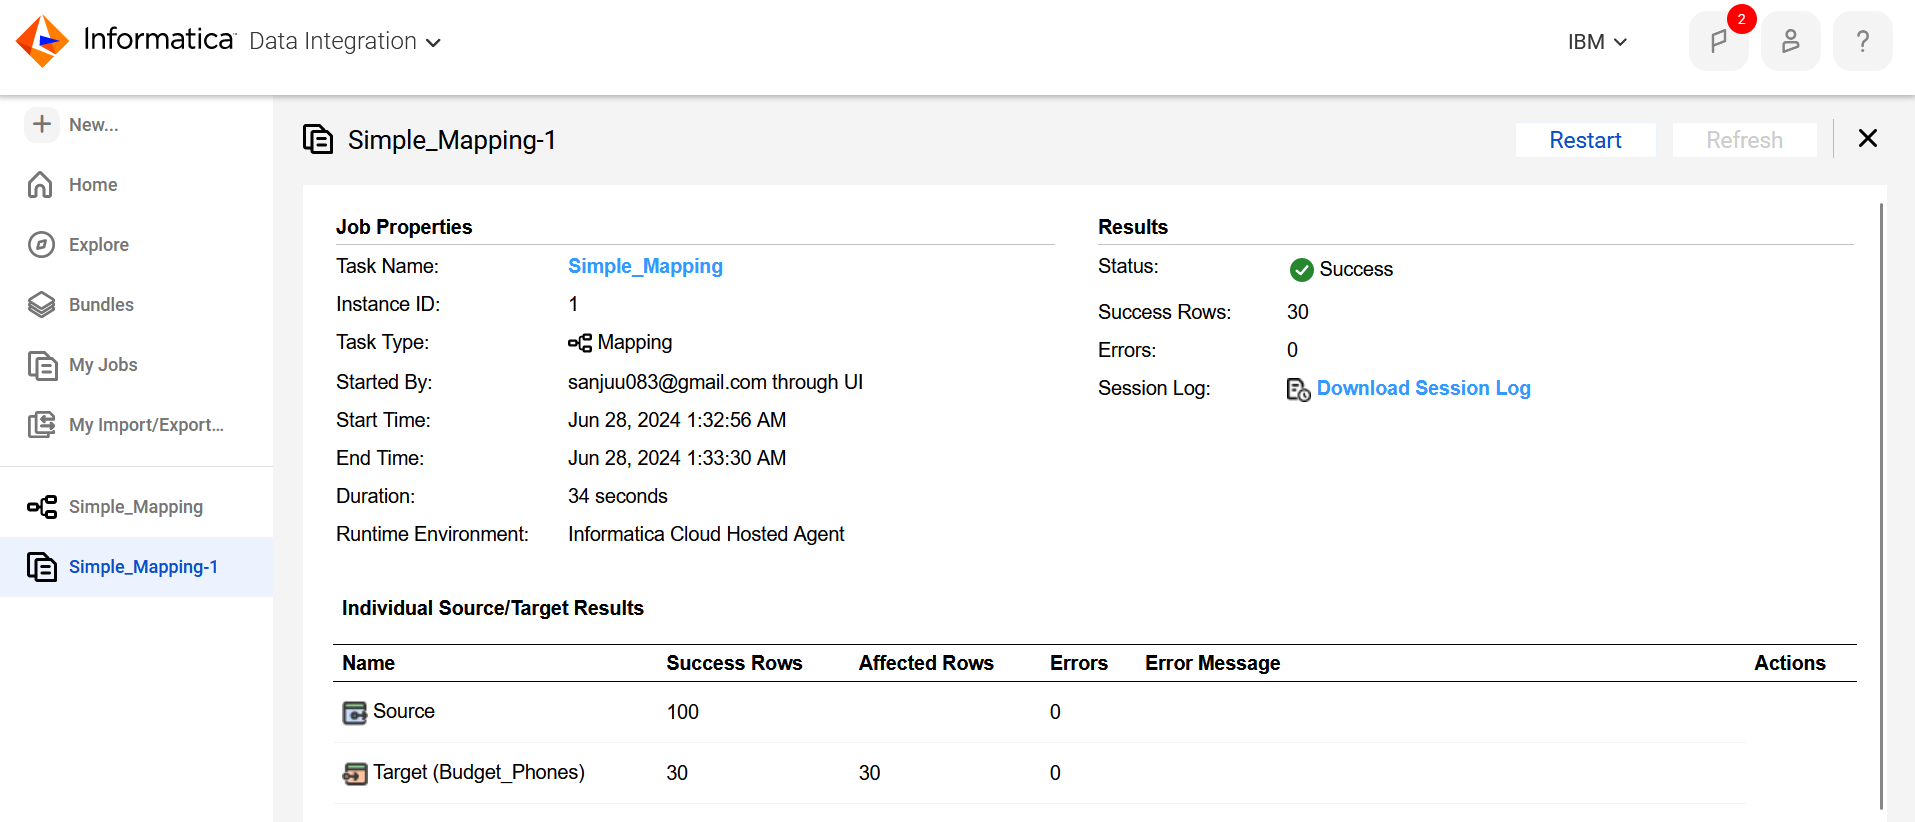 Informatica Data Integration
IBM
2
?
New...
Home
Explore
Bundles
My Jobs
My Import/Export...
Simple_Mapping
Simple_Mapping-1
Simple_Mapping-1
Restart
Refresh
Job Properties
Task Name: Simple_Mapping
Instance ID: 1
Task Type: Mapping
Started By: sanjuu083@gmail.com through UI
Start Time: Jun 28, 2024 1:32:56 AM
End Time: Jun 28, 2024 1:33:30 AM
Duration: 34 seconds
Runtime Environment: Informatica Cloud Hosted Agent
Results
Status: Success
Success Rows: 30
Errors: 0
Session Log: Download Session Log
Individual Source/Target Results
Name Success Rows Affected Rows Errors Error Message Actions
Source 100 0
Target (Budget_Phones) 30 30 0